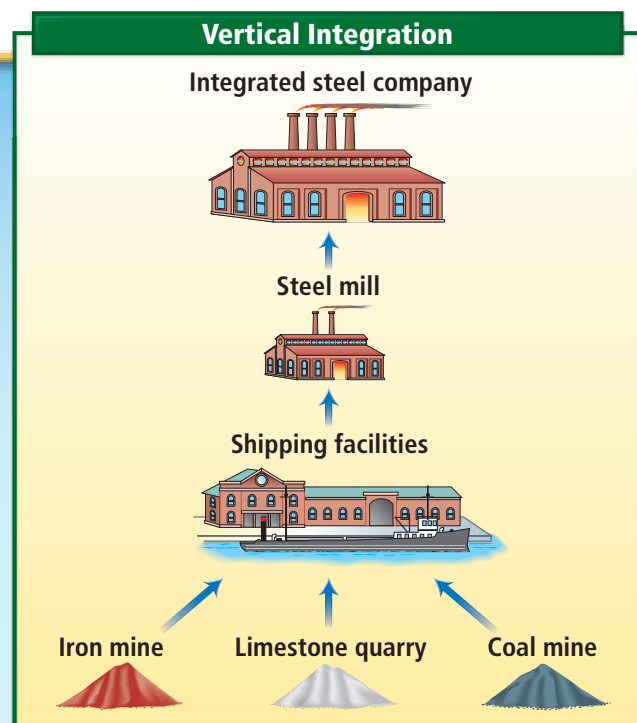 Vertical Integration
Integrated steel company
Steel mill
Shipping facilities
Iron mine
Limestone quarry
Coal mine